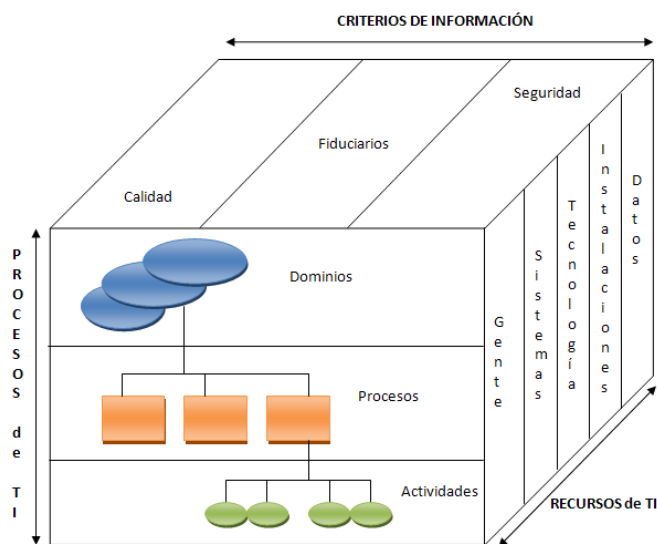 CRITERIOS DE INFORMACIÓN
Seguridad
Fiduciarios
Calidad
PROCESOS de TI
Dominios
Procesos
Actividades
Gente
Sistemas
Tecnología
Instalaciones
Datos
RECURSOS de TI